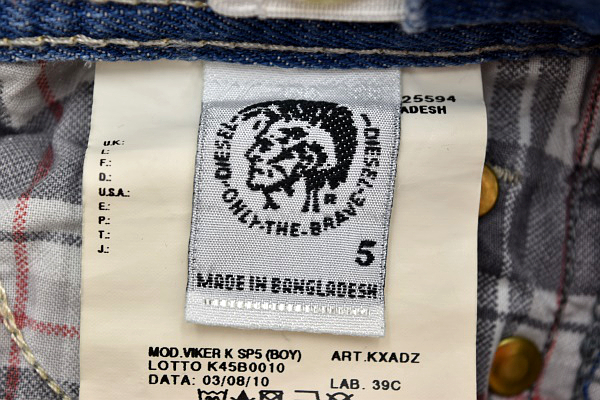 25594
ADESH
U.K.:
I.:
F.:
D.:
U.S.A.:
E.:
P.:
T.:
J.:
DIESEL·ONLY·THE·BRAVE·DIESEL
R
5
MADE IN BANGLADESH
MOD.VIKER K SP5 (BOY) ART.KXADZ
LOTTO K45B0010
DATA: 03/08/10 LAB. 39C